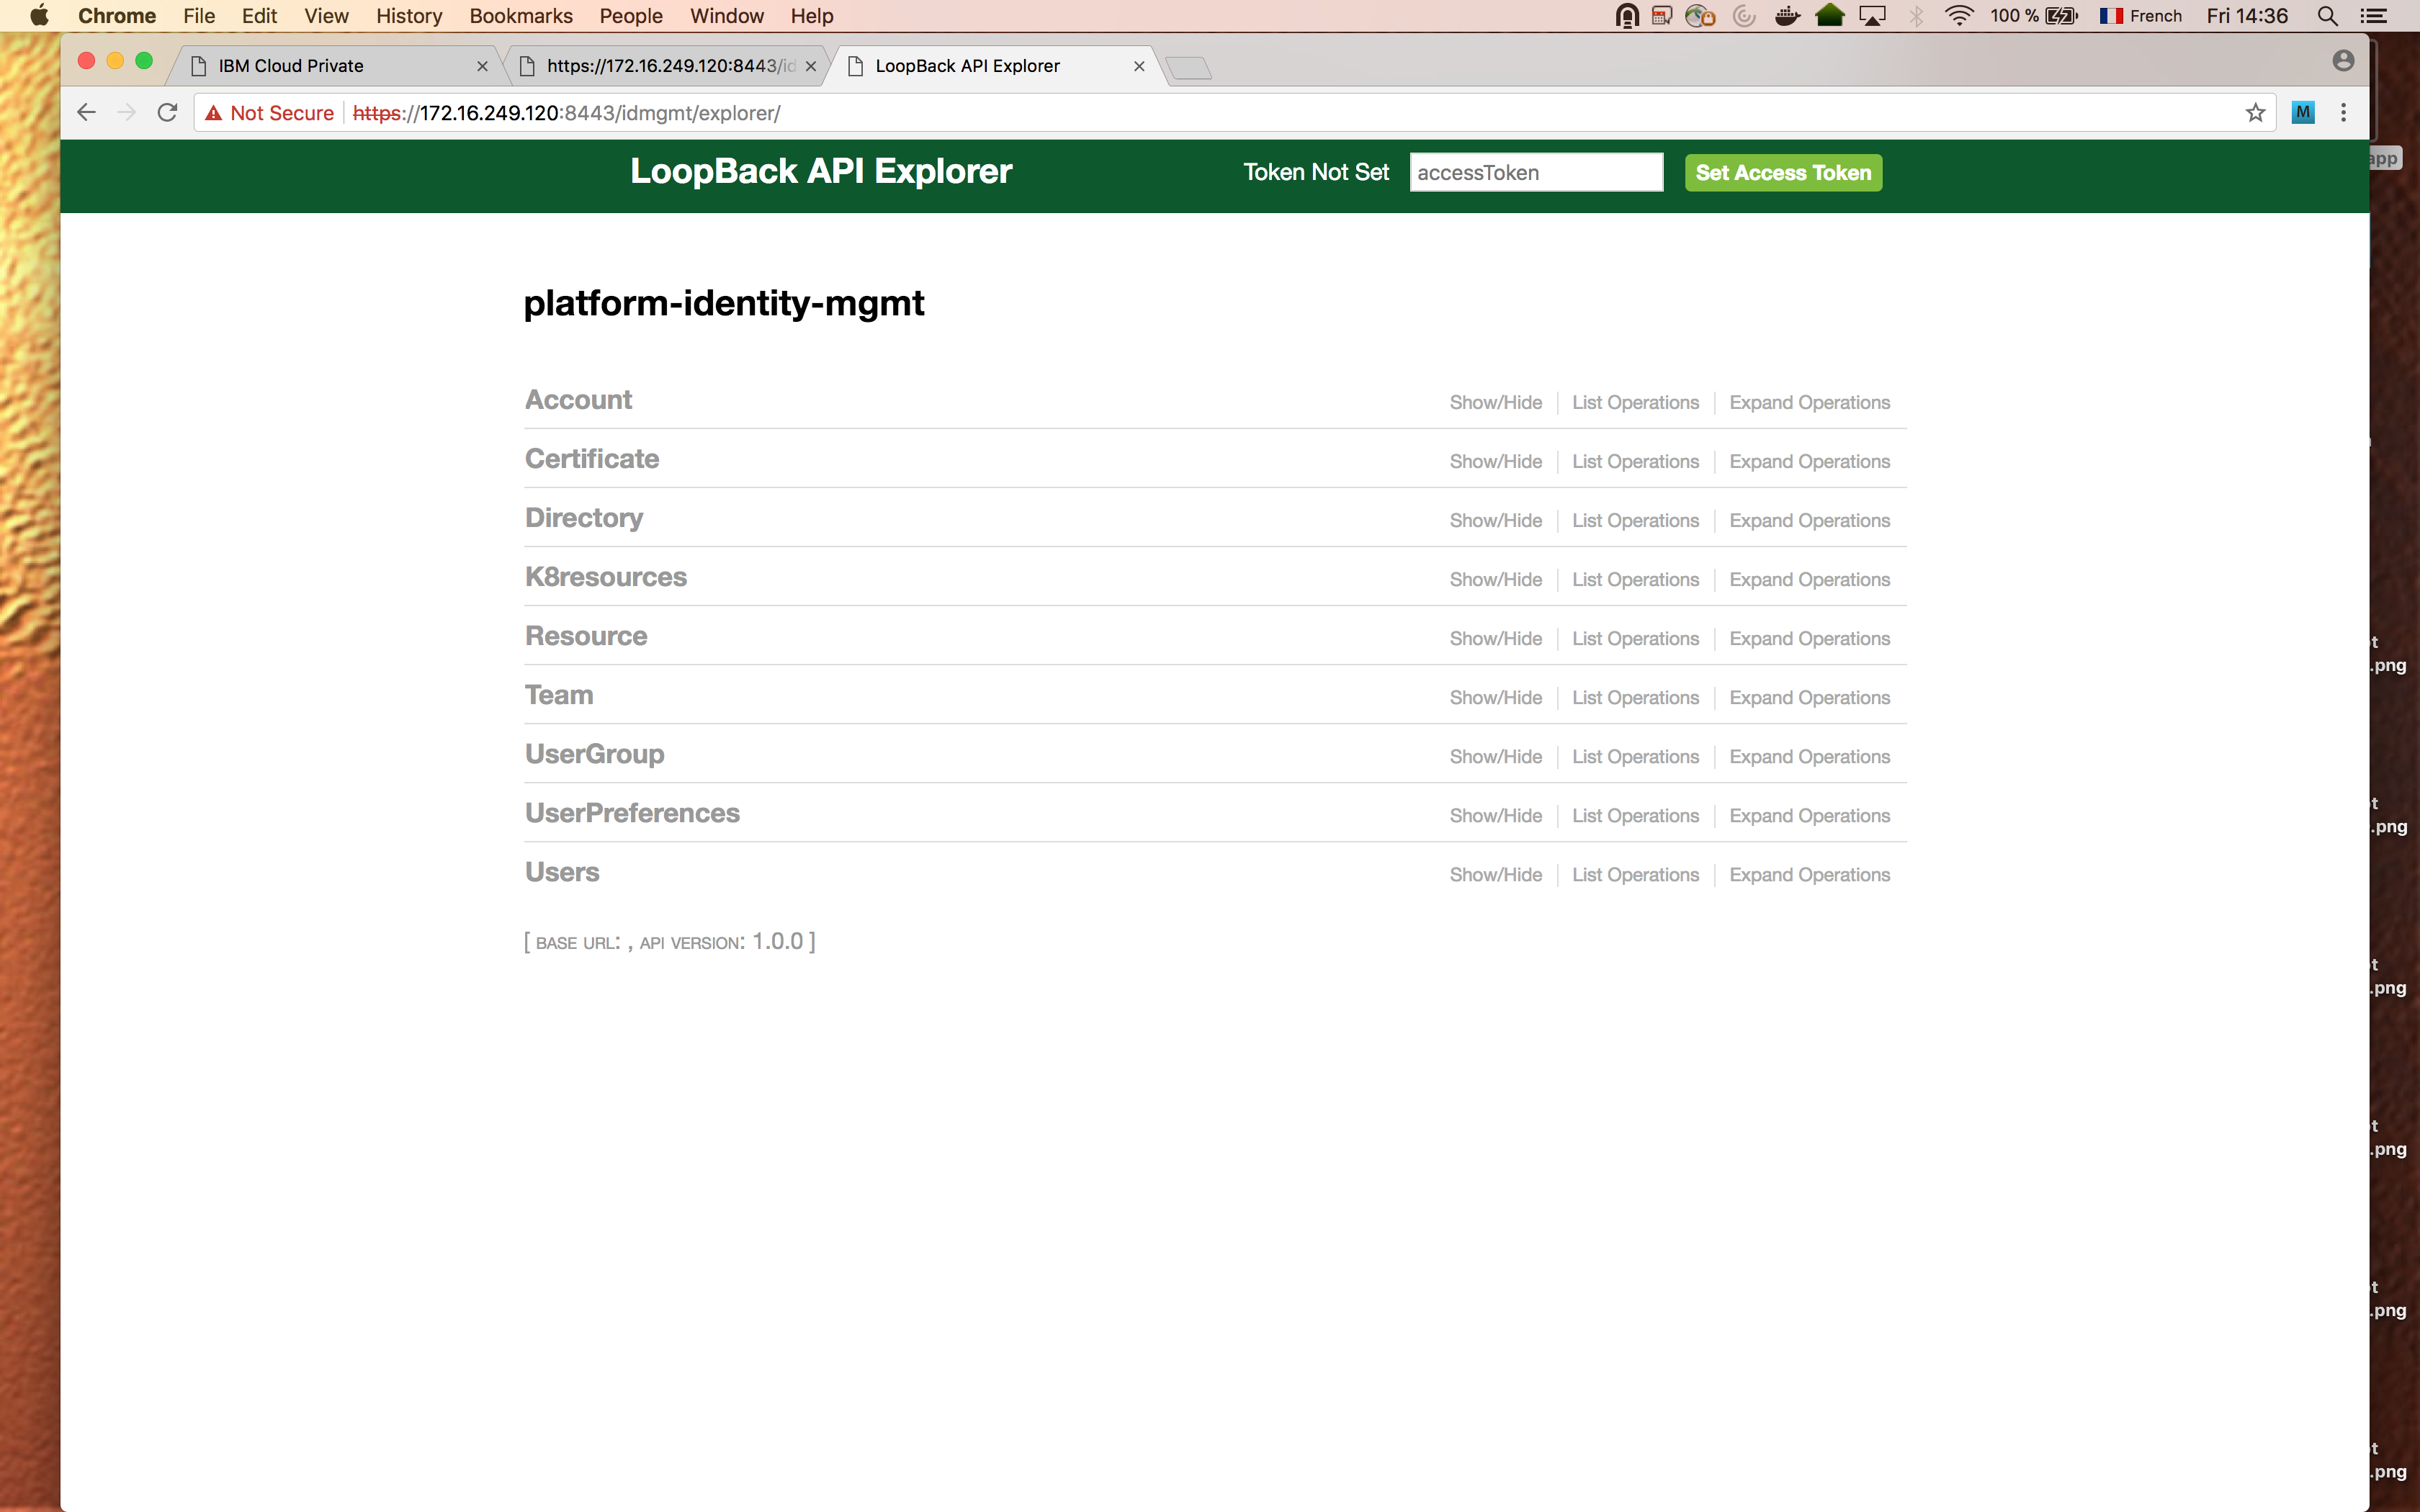 Chrome File Edit View History Bookmarks People Window Help 100 % French Fri 14:36
IBM Cloud Private https://172.16.249.120:8443/id LoopBack API Explorer
Not Secure https://172.16.249.120:8443/idmgmt/explorer/ M
LoopBack API Explorer Token Not Set accessToken Set Access Token
app
platform-identity-mgmt
Account Show/Hide List Operations Expand Operations
Certificate Show/Hide List Operations Expand Operations
Directory Show/Hide List Operations Expand Operations
K8resources Show/Hide List Operations Expand Operations
Resource Show/Hide List Operations Expand Operations
.png
Team Show/Hide List Operations Expand Operations
UserGroup Show/Hide List Operations Expand Operations
UserPreferences Show/Hide List Operations Expand Operations
.png
Users Show/Hide List Operations Expand Operations
[ BASE URL: , API VERSION: 1.0.0 ]
.png
.png
.png
.png